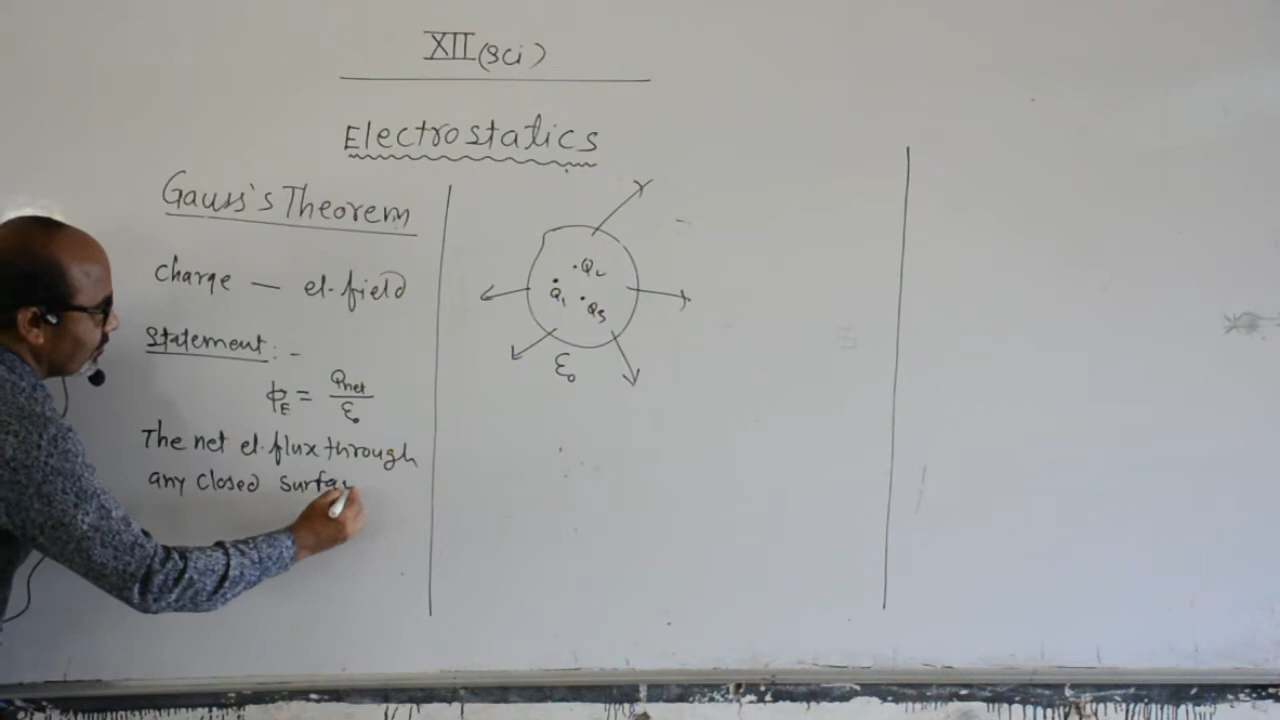 XII (Sci)
Electrostatics
Gauss's Theorem
Charge — el. field
Statement : -
ϕE = Qnet / ε₀
The net el. flux through
any closed surfa
Q₂
Q₁
Q₃
ε₀